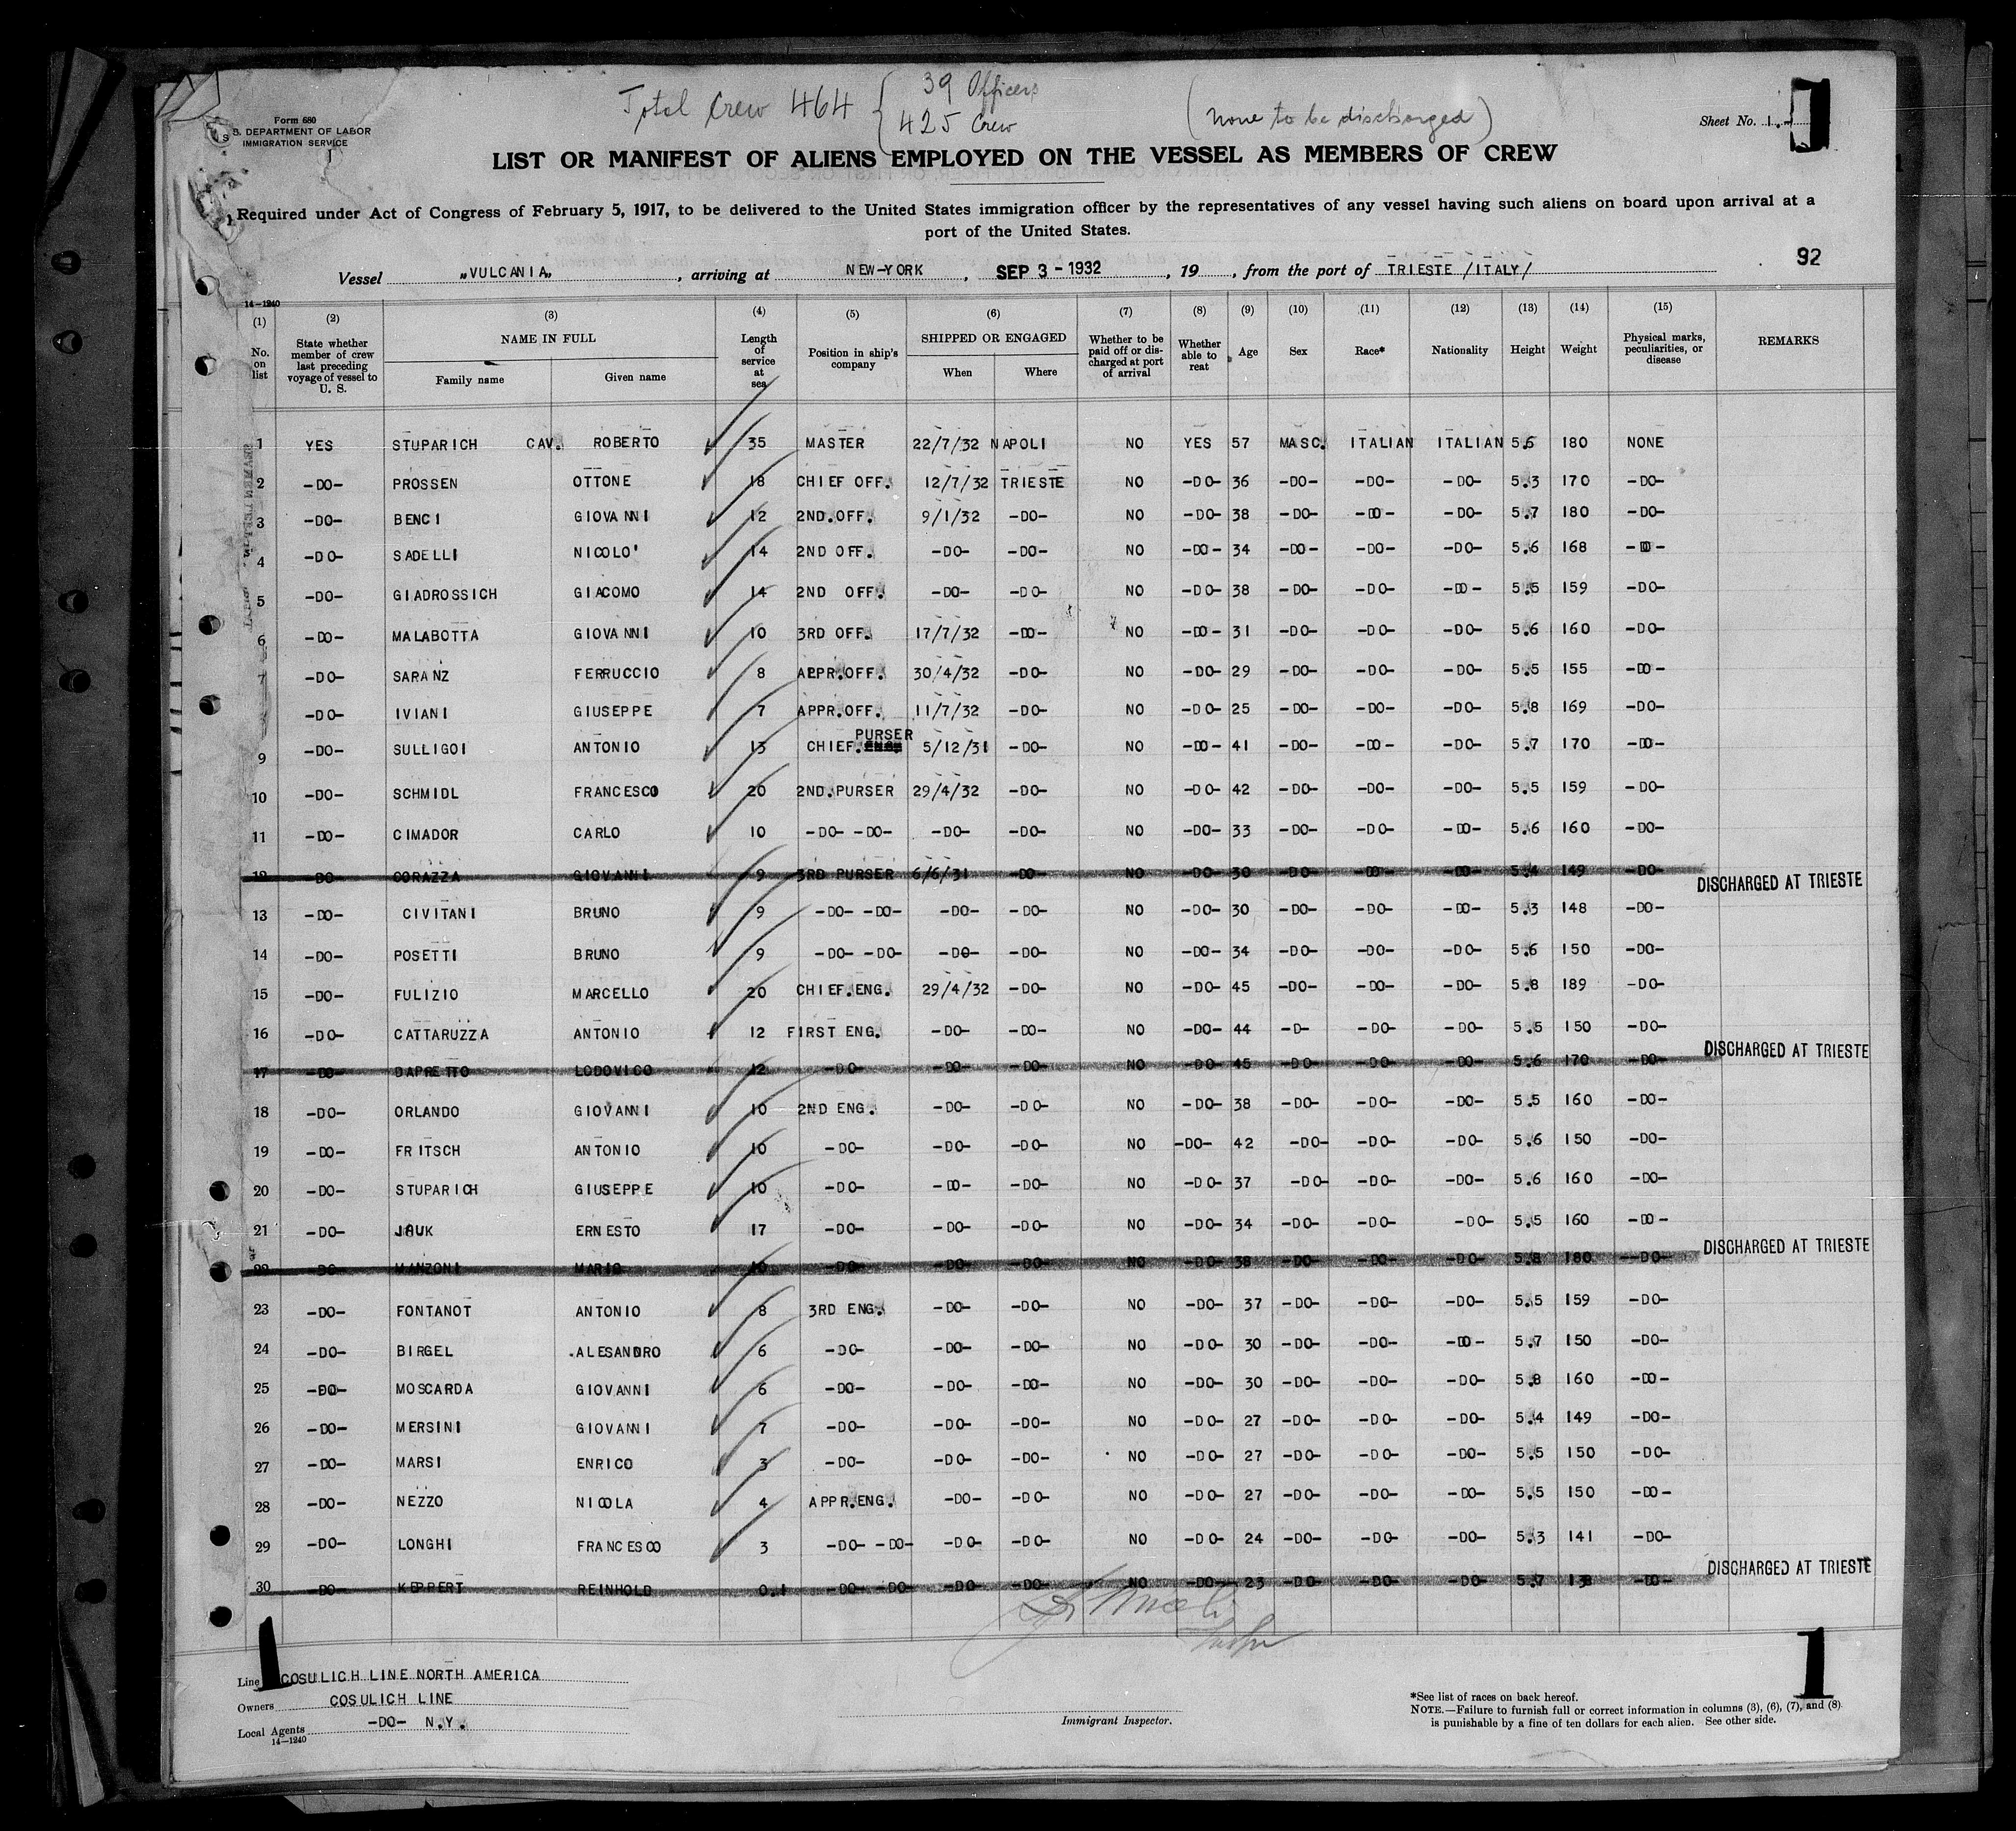 Total Crew 464 { 39 Officers
425 Crew
(none to be discharged)
Form 680
U. S. DEPARTMENT OF LABOR
IMMIGRATION SERVICE
Sheet No. 1.-
LIST OR MANIFEST OF ALIENS EMPLOYED ON THE VESSEL AS MEMBERS OF CREW
Required under Act of Congress of February 5, 1917, to be delivered to the United States immigration officer by the representatives of any vessel having such aliens on board upon arrival at a
port of the United States.
92
Vessel „VULCANIA„ , arriving at NEW-YORK , SEP 3 - 1932 , 19 , from the port of TRIESTE /ITALY/
14—1240
(1) No. on list (2) State whether member of crew last preceding voyage of vessel to U. S. (3) NAME IN FULL Family name Given name (4) Length of service at sea (5) Position in ship's company (6) SHIPPED OR ENGAGED When Where (7) Whether to be paid off or discharged at port of arrival (8) Whether able to reat (9) Age (10) Sex (11) Race* (12) Nationality (13) Height (14) Weight (15) Physical marks, peculiarities, or disease REMARKS
1 YES STUPARICH CAV. ROBERTO 35 MASTER 22/7/32 NAPOLI NO YES 57 MASC. ITALIAN ITALIAN 5.6 180 NONE
2 -DO- PROSSEN OTTONE 18 CHIEF OFF. 12/7/32 TRIESTE NO -DO- 36 -DO- -DO- -DO- 5.3 170 -DO-
3 -DO- BENCI GIOVANNI 12 2ND.OFF. 9/1/32 -DO- NO -DO- 38 -DO- -DO- -DO- 5.7 180 -DO-
4 -DO- SADELLI NICOLO' 14 2ND OFF. -DO- -DO- NO -DO- 34 -DO- -DO- -DO- 5.6 168 -DO-
5 -DO- GIADROSSICH GIACOMO 14 2ND OFF. -DO- -DO- NO -DO- 38 -DO- -DO- -DO- 5.5 159 -DO-
6 -DO- MALABOTTA GIOVANNI 10 3RD OFF. 17/7/32 -DO- NO -DO- 31 -DO- -DO- -DO- 5.6 160 -DO-
7 -DO- SARANZ FERRUCCIO 8 APPR.OFF. 30/4/32 -DO- NO -DO- 29 -DO- -DO- -DO- 5.5 155 -DO-
-DO- IVIANI GIUSEPPE 7 APPR.OFF. 11/7/32 -DO- NO -DO- 25 -DO- -DO- -DO- 5.8 169 -DO-
9 -DO- SULLIGOI ANTONIO 13 CHIEF. PURSER 5/12/31 -DO- NO -DO- 41 -DO- -DO- -DO- 5.7 170 -DO-
10 -DO- SCHMIDL FRANCESCO 20 2ND.PURSER 29/4/32 -DO- NO -DO- 42 -DO- -DO- -DO- 5.5 159 -DO-
11 -DO- CIMADOR CARLO 10 -DO- -DO- -DO- -DO- NO -DO- 33 -DO- -DO- -DO- 5.6 160 -DO-
12 -DO- CORAZZA GIOVANNI 9 3RD PURSER 6/6/31 -DO- NO -DO- 30 -DO- -DO- -DO- 5.4 149 -DO- DISCHARGED AT TRIESTE
13 -DO- CIVITANI BRUNO 9 -DO- -DO- -DO- -DO- NO -DO- 30 -DO- -DO- -DO- 5.3 148 -DO-
14 -DO- POSETTI BRUNO 9 -DO- -DO- -DO- -DO- NO -DO- 34 -DO- -DO- -DO- 5.6 150 -DO-
15 -DO- FULIZIO MARCELLO 20 CHIEF.ENG. 29/4/32 -DO- NO -DO- 45 -DO- -DO- -DO- 5.8 189 -DO-
16 -DO- CATTARUZZA ANTONIO 12 FIRST ENG. -DO- -DO- NO -DO- 44 -D- -DO- -DO- 5.5 150 -DO-
17 -DO- DAPRETTO LODOVICO 12 -DO- -DO- -DO- NO -DO- 45 -DO- -DO- -DO- 5.6 170 -DO- DISCHARGED AT TRIESTE
18 -DO- ORLANDO GIOVANNI 10 2ND ENG. -DO- -DO- NO -DO- 38 -DO- -DO- -DO- 5.5 160 -DO-
19 -DO- FRITSCH ANTONIO 10 -DO- -DO- -DO- NO -DO- 42 -DO- -DO- -DO- 5.6 150 -DO-
20 -DO- STUPARICH GIUSEPPE 10 -DO- -DO- -DO- NO -DO- 37 -DO- -DO- -DO- 5.6 160 -DO-
21 -DO- JAUK ERNESTO 17 -DO- -DO- -DO- NO -DO- 34 -DO- -DO- -DO- 5.5 160 -DO-
22 -DO- MANZONI MARIO 10 -DO- -DO- -DO- NO -DO- 38 -DO- -DO- -DO- 5.8 180 -DO- DISCHARGED AT TRIESTE
23 -DO- FONTANOT ANTONIO 8 3RD ENG. -DO- -DO- NO -DO- 37 -DO- -DO- -DO- 5.5 159 -DO-
24 -DO- BIRGEL ALESANDRO 6 -DO- -DO- -DO- NO -DO- 30 -DO- -DO- -DO- 5.7 150 -DO-
25 -DO- MOSCARDA GIOVANNI 6 -DO- -DO- -DO- NO -DO- 30 -DO- -DO- -DO- 5.8 160 -DO-
26 -DO- MERSINI GIOVANNI 7 -DO- -DO- -DO- NO -DO- 27 -DO- -DO- -DO- 5.4 149 -DO-
27 -DO- MARSI ENRICO 3 -DO- -DO- -DO- NO -DO- 27 -DO- -DO- -DO- 5.5 150 -DO-
28 -DO- NEZZO NICOLA 4 APPR.ENG. -DO- -DO- NO -DO- 27 -DO- -DO- -DO- 5.5 150 -DO-
29 -DO- LONGHI FRANCESCO 3 -DO- -DO- -DO- -DO- NO -DO- 24 -DO- -DO- -DO- 5.3 141 -DO-
30 -DO- KEPPERT REINHOLD 0.1 -DO- -DO- -DO- -DO- NO -DO- 23 -DO- -DO- -DO- 5.7 138 -DO- DISCHARGED AT TRIESTE
1
1
Line COSULICH LINE NORTH AMERICA
Owners COSULICH LINE
Local Agents -DO- N.Y.
14—1240
Immigrant Inspector.
*See list of races on back hereof.
NOTE.—Failure to furnish full or correct information in columns (3), (6), (7), and (8)
is punishable by a fine of ten dollars for each alien. See other side.